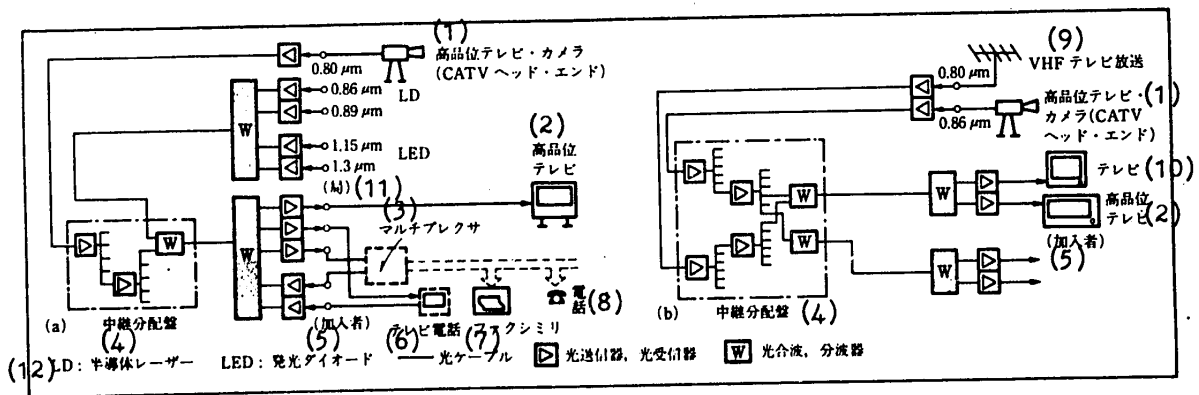 (1)
高品位テレビ・カメラ
(CATVヘッド・エンド)
0.80 μm
0.86 μm
LD
0.89 μm
W
1.15 μm
LED
1.3 μm
(局)
(11)
(2)
高品位
テレビ
(3)
マルチプレクサ
W
W
(a)
中継分配盤
(4)
(加入者)
(5)
テレビ電話
(6)
ファクシミリ
(7)
電話
(8)
(9)
VHFテレビ放送
0.80 μm
高品位テレビ・
(1)
カメラ(CATV
ヘッド・エンド)
0.86 μm
W
W
W
テレビ
(10)
高品位
テレビ
(2)
(加入者)
(5)
W
(b)
中継分配盤
(4)
(12)
LD: 半導体レーザー
LED: 発光ダイオード
光ケーブル
光送信器，光受信器
W
光合波，分波器